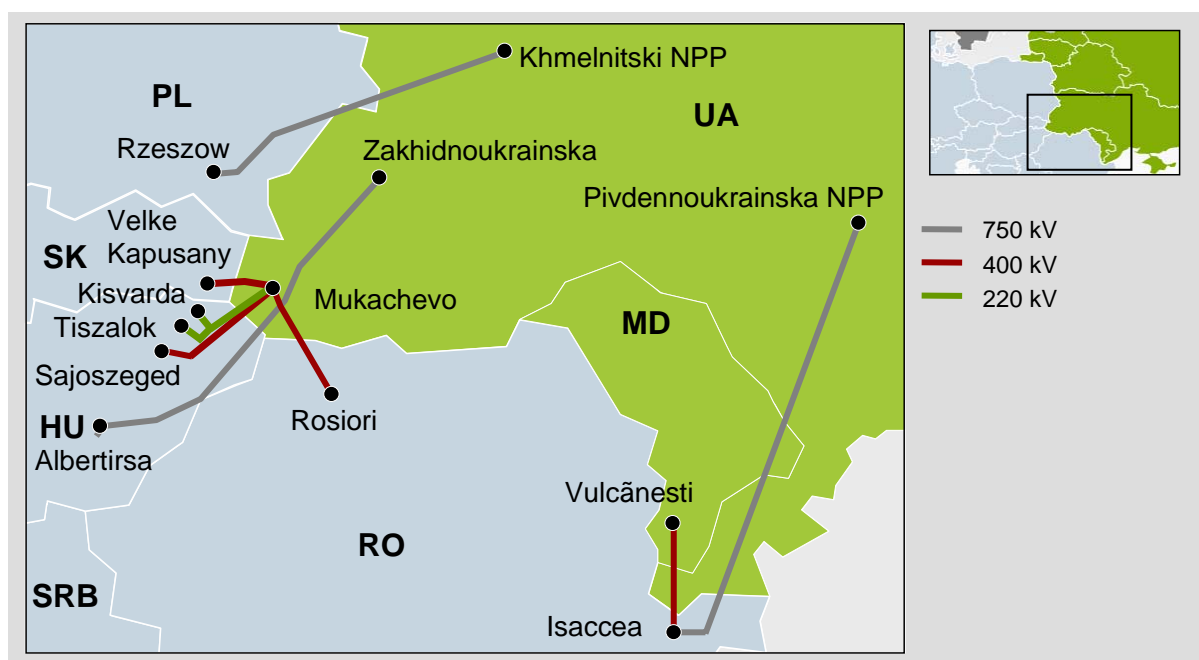 Khmelnitski NPP
PL
UA
Rzeszow
Zakhidnoukrainska
Pivdennoukrainska NPP
Velke
Kapusany
SK
Kisvarda
Mukachevo
Tiszalok
MD
Sajoszeged
Rosiori
HU
Albertirsa
Vulcãnesti
RO
SRB
Isaccea
750 kV
400 kV
220 kV